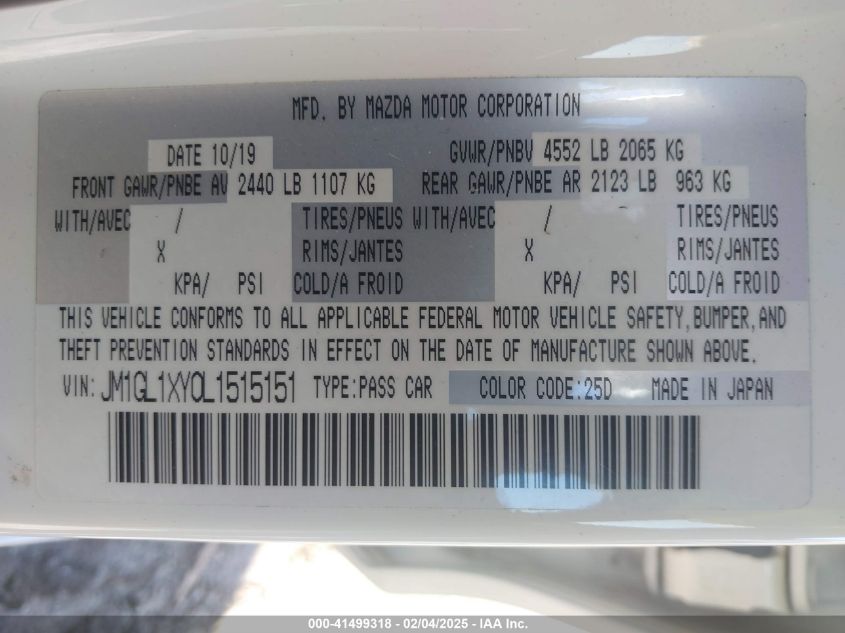 MFD. BY MAZDA MOTOR CORPORATION
DATE 10/19 GVWR/PNBV 4552 LB 2065 KG
FRONT GAWR/PNBE AV 2440 LB 1107 KG REAR GAWR/PNBE AR 2123 LB 963 KG
WITH/AVEC / TIRES/PNEUS WITH/AVEC / TIRES/PNEUS
X RIMS/JANTES X RIMS/JANTES
KPA/ PSI COLD/A FROID KPA/ PSI COLD/A FROID
THIS VEHICLE CONFORMS TO ALL APPLICABLE FEDERAL MOTOR VEHICLE SAFETY, BUMPER, AND
THEFT PREVENTION STANDARDS IN EFFECT ON THE DATE OF MANUFACTURE SHOWN ABOVE.
VIN: JM1GL1XY0L1515151 TYPE:PASS CAR COLOR CODE:25D MADE IN JAPAN
000-41499318 - 02/04/2025 - IAA Inc.